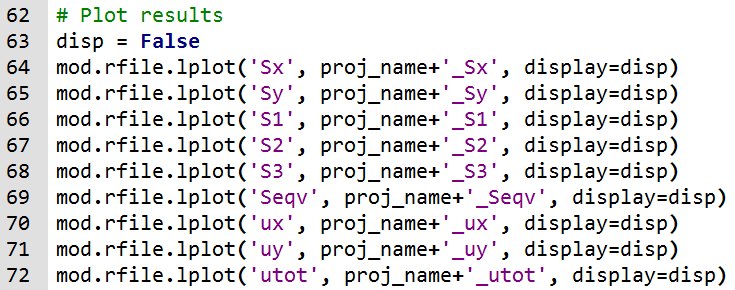 62 # Plot results
63 disp = False
64 mod.rfile.lplot('Sx', proj_name+'_Sx', display=disp)
65 mod.rfile.lplot('Sy', proj_name+'_Sy', display=disp)
66 mod.rfile.lplot('S1', proj_name+'_S1', display=disp)
67 mod.rfile.lplot('S2', proj_name+'_S2', display=disp)
68 mod.rfile.lplot('S3', proj_name+'_S3', display=disp)
69 mod.rfile.lplot('Seqv', proj_name+'_Seqv', display=disp)
70 mod.rfile.lplot('ux', proj_name+'_ux', display=disp)
71 mod.rfile.lplot('uy', proj_name+'_uy', display=disp)
72 mod.rfile.lplot('utot', proj_name+'_utot', display=disp)